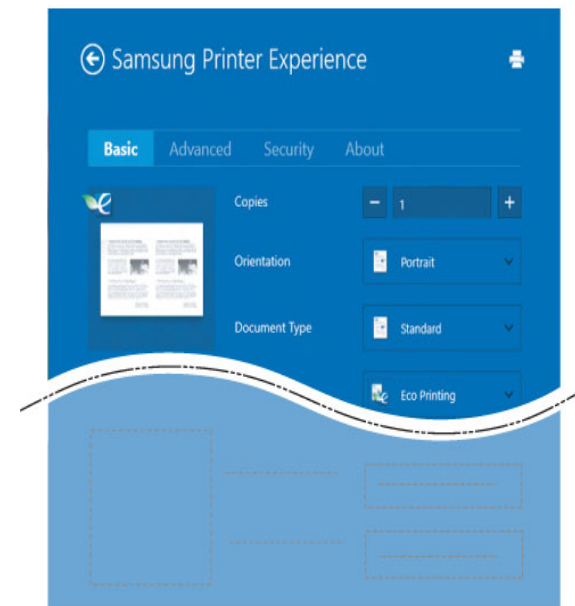 Samsung Printer Experience
Basic Advanced Security About
Copies 1
Orientation Portrait
Document Type Standard
Eco Printing